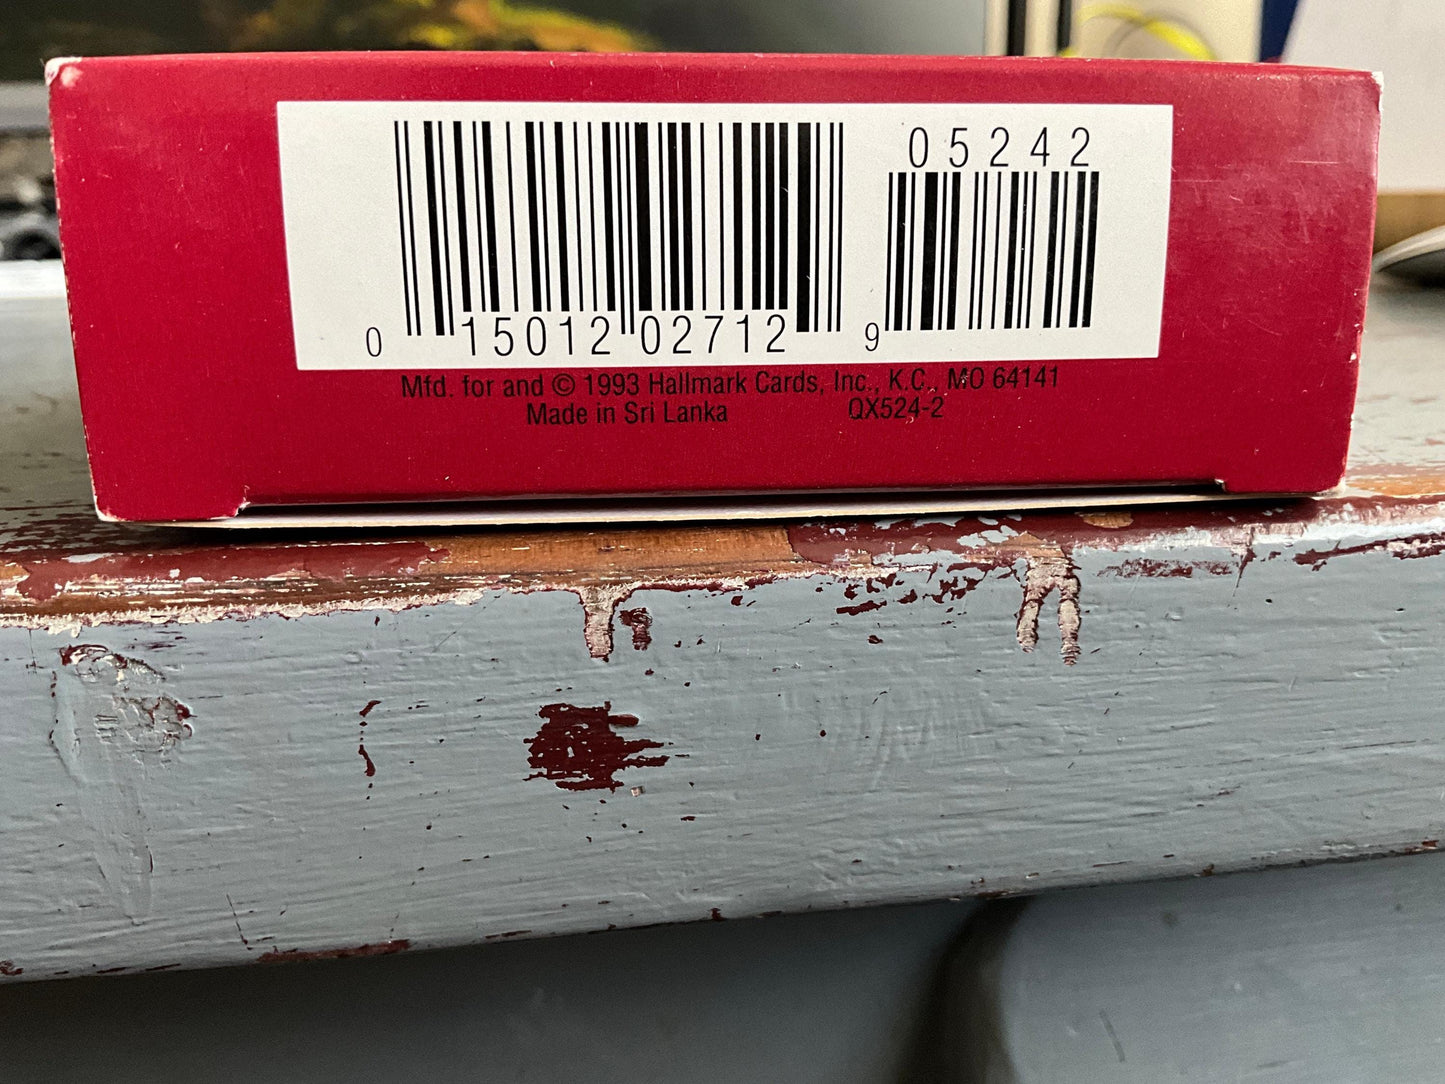 05242
0 15012 02712 9
Mfd. for and © 1993 Hallmark Cards, Inc., K.C., MO 64141
Made in Sri Lanka QX524-2